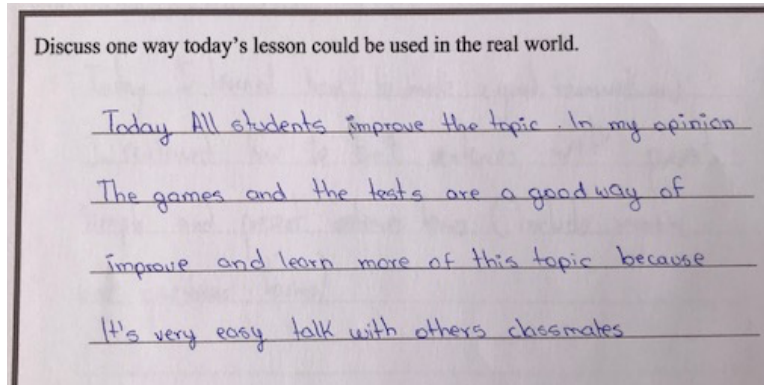 Discuss one way today's lesson could be used in the real world.
Today All students improve the topic. In my opinion
The games and the tests are a good way of
improve and learn more of this topic because
It's very easy talk with others classmates